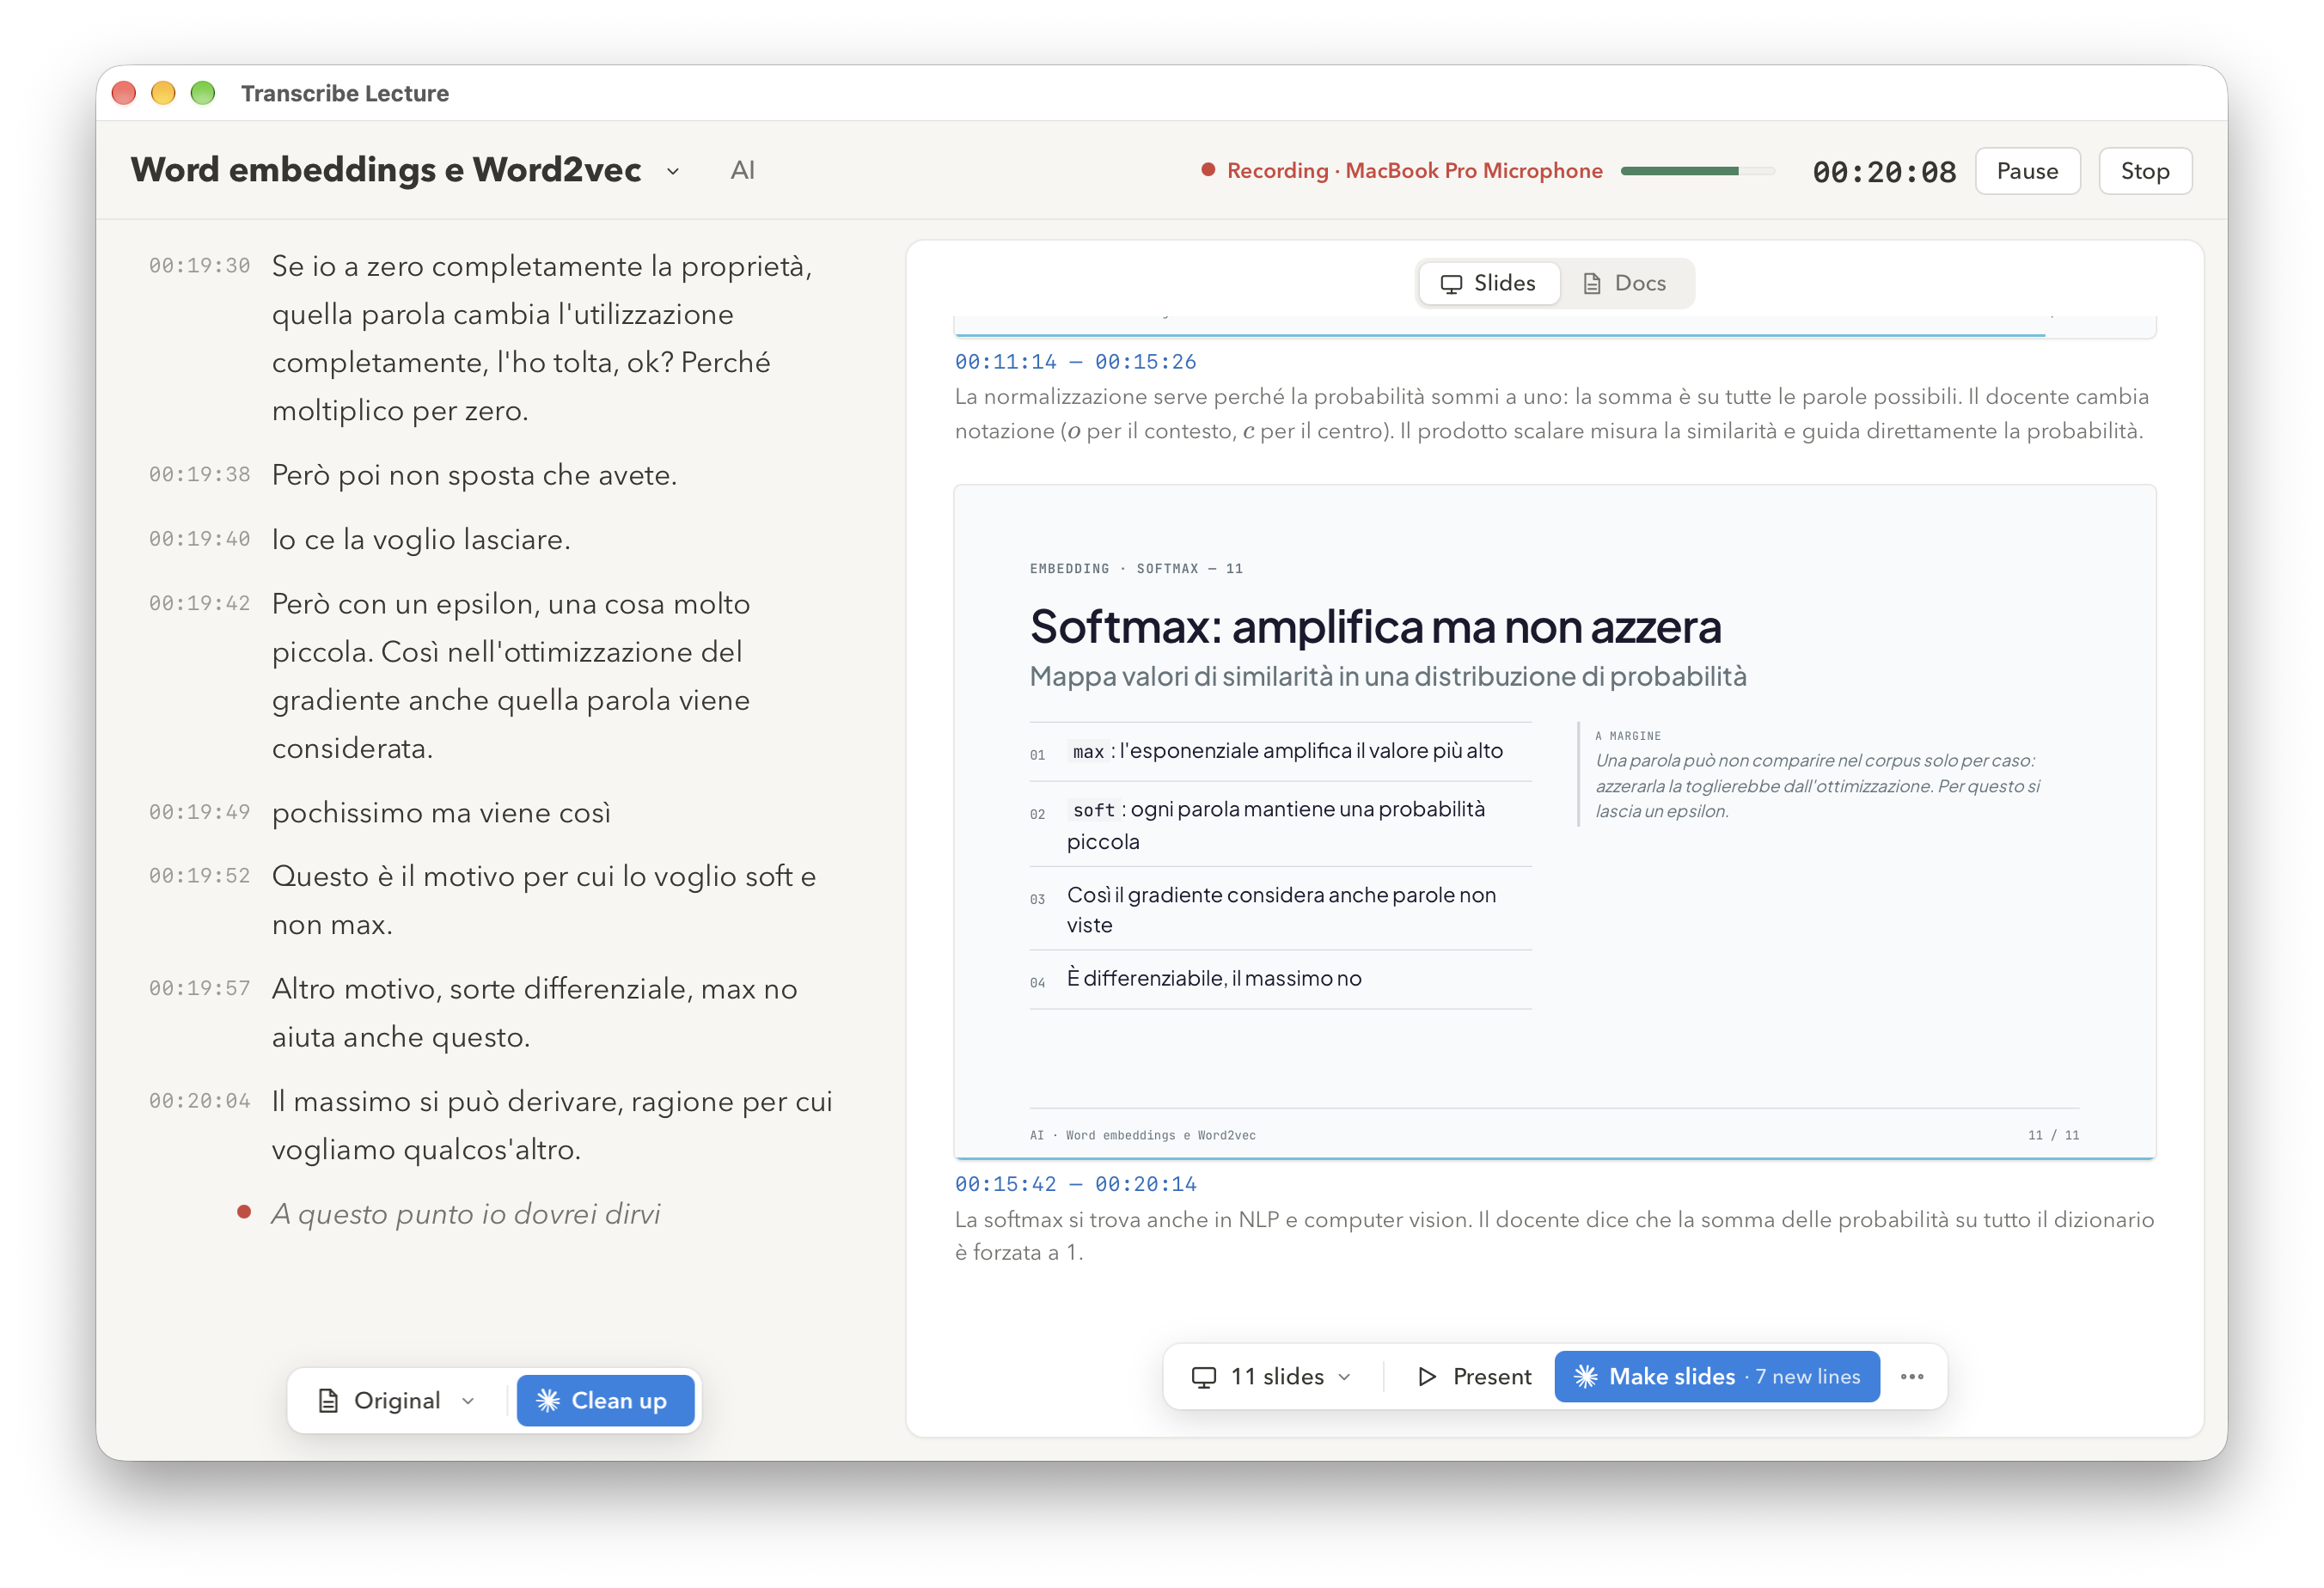 Transcribe Lecture
Word embeddings e Word2vec
AI
Recording · MacBook Pro Microphone
00:20:08
Pause
Stop
00:19:30 Se io a zero completamente la proprietà,
quella parola cambia l'utilizzazione
completamente, l'ho tolta, ok? Perché
moltiplico per zero.
00:19:38 Però poi non sposta che avete.
00:19:40 Io ce la voglio lasciare.
00:19:42 Però con un epsilon, una cosa molto
piccola. Così nell'ottimizzazione del
gradiente anche quella parola viene
considerata.
00:19:49 pochissimo ma viene così
00:19:52 Questo è il motivo per cui lo voglio soft e
non max.
00:19:57 Altro motivo, sorte differenziale, max no
aiuta anche questo.
00:20:04 Il massimo si può derivare, ragione per cui
vogliamo qualcos'altro.
A questo punto io dovrei dirvi
Original
Clean up
Slides
Docs
00:11:14 — 00:15:26
La normalizzazione serve perché la probabilità sommi a uno: la somma è su tutte le parole possibili. Il docente cambia
notazione (o per il contesto, c per il centro). Il prodotto scalare misura la similarità e guida direttamente la probabilità.
EMBEDDING · SOFTMAX — 11
Softmax: amplifica ma non azzera
Mappa valori di similarità in una distribuzione di probabilità
01 max: l'esponenziale amplifica il valore più alto
02 soft: ogni parola mantiene una probabilità
piccola
03 Così il gradiente considera anche parole non
viste
04 È differenziabile, il massimo no
A MARGINE
Una parola può non comparire nel corpus solo per caso:
azzerarla la toglierebbe dall'ottimizzazione. Per questo si
lascia un epsilon.
AI · Word embeddings e Word2vec
11 / 11
00:15:42 — 00:20:14
La softmax si trova anche in NLP e computer vision. Il docente dice che la somma delle probabilità su tutto il dizionario
è forzata a 1.
11 slides
Present
Make slides · 7 new lines